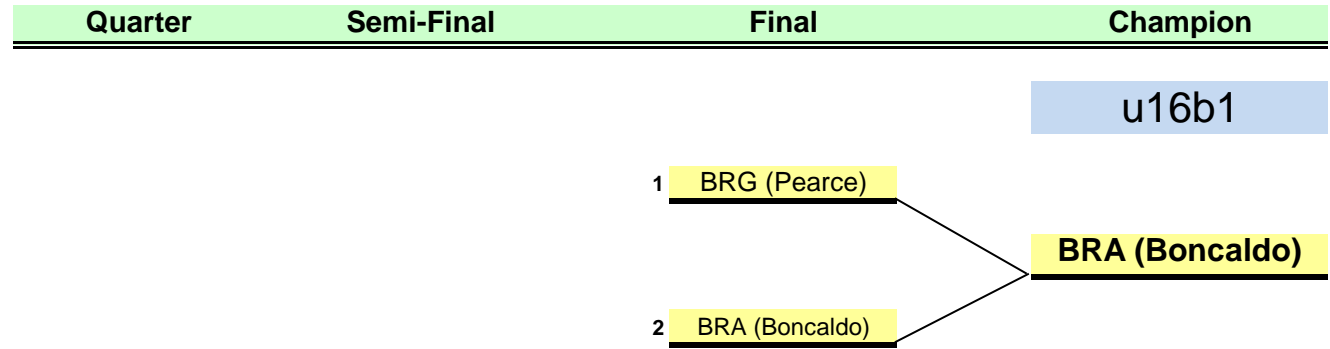 Quarter Semi-Final Final Champion
u16b1
1 BRG (Pearce)
BRA (Boncaldo)
2 BRA (Boncaldo)